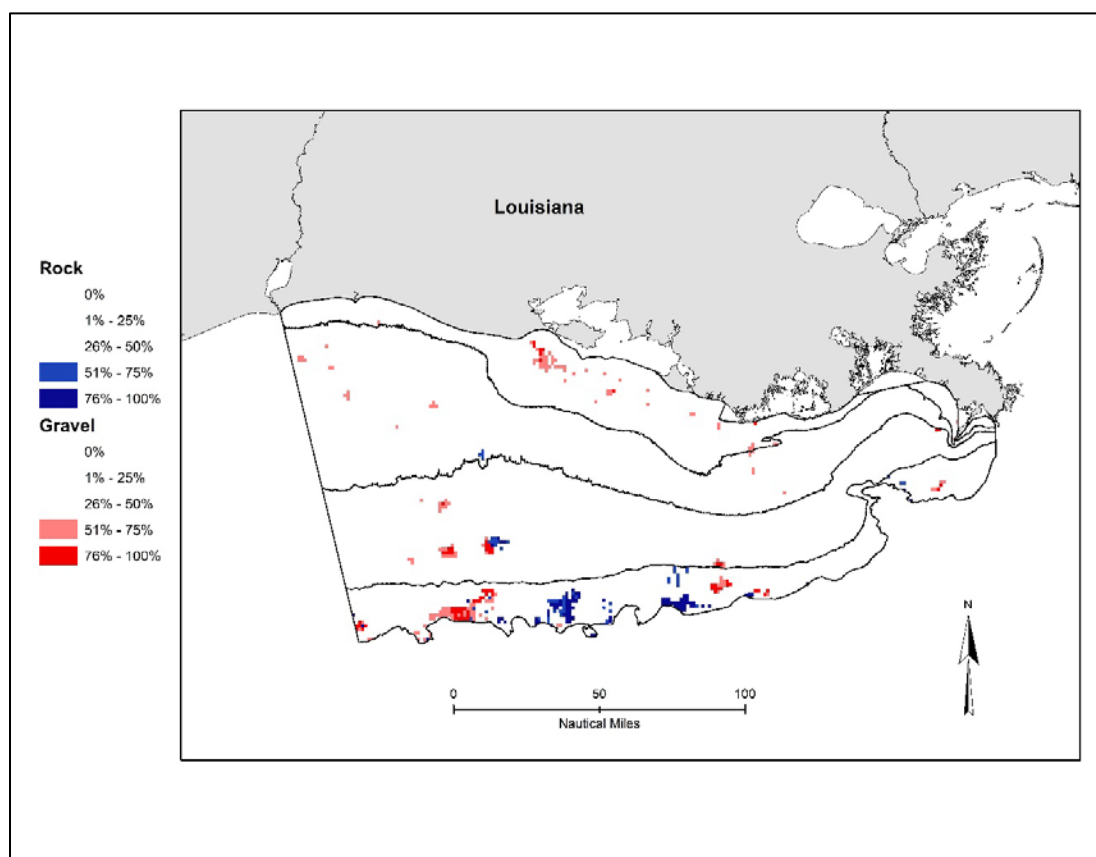 Louisiana
Rock
0%
1% - 25%
26% - 50%
51% - 75%
76% - 100%
Gravel
0%
1% - 25%
26% - 50%
51% - 75%
76% - 100%
N
0 50 100
Nautical Miles